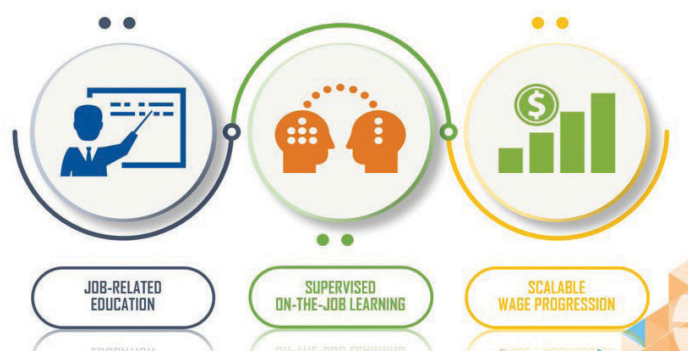 $
JOB-RELATED
EDUCATION
SUPERVISED
ON-THE-JOB LEARNING
SCALABLE
WAGE PROGRESSION